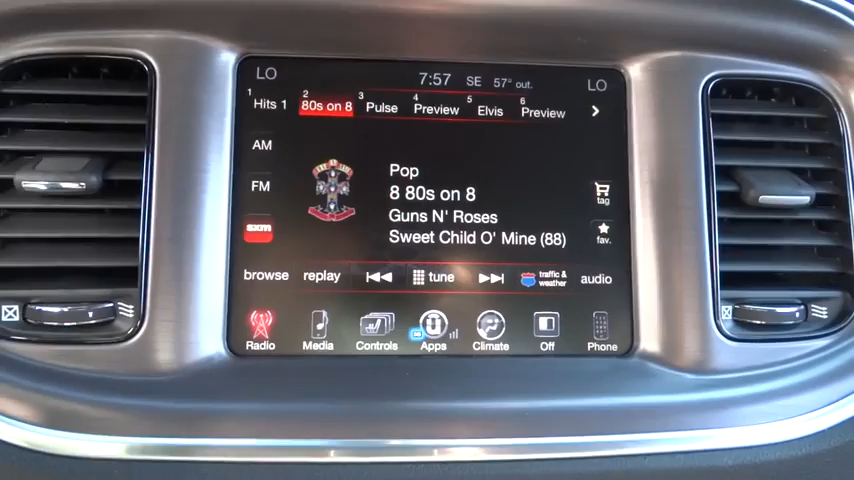 LO 7:57 SE 57° out. LO
1 Hits 1 2 80s on 8 3 Pulse 4 Preview 5 Elvis 6 Preview
AM
FM
sxm
Pop
8 80s on 8
Guns N' Roses
Sweet Child O' Mine (88)
tag
fav.
browse replay tune traffic & weather audio
Radio Media Controls Apps Climate Off Phone